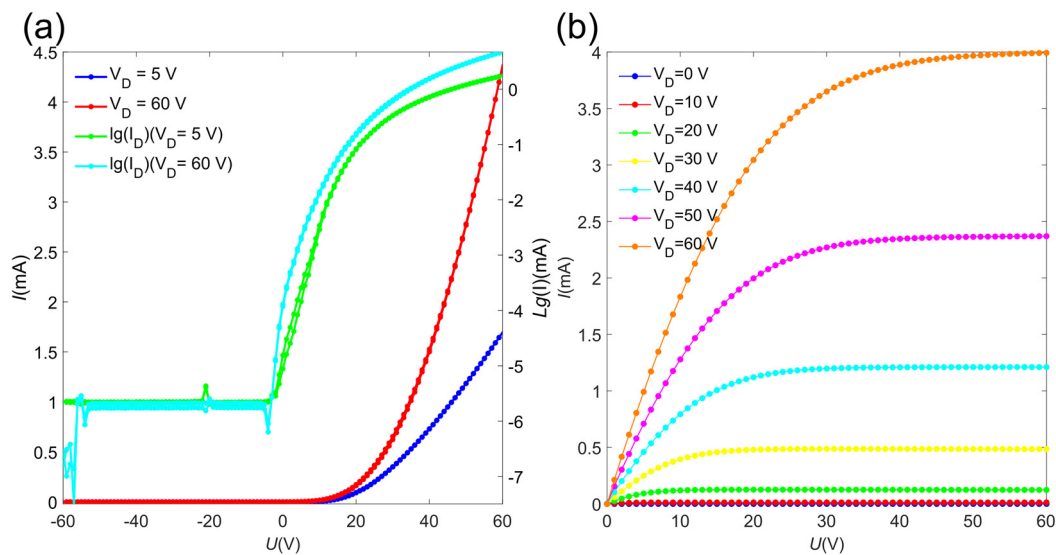 (a)
4.5
4
3.5
3
2.5
2
1.5
1
0.5
0
I(mA)
V_D = 5 V
V_D = 60 V
lg(I_D)(V_D= 5 V)
lg(I_D)(V_D= 60 V)
0
-1
-2
-3
-4
-5
-6
-7
Lg(I)(mA)
-60 -40 -20 0 20 40 60
U(V)
(b)
4
3.5
3
2.5
2
1.5
1
0.5
0
I(mA)
V_D=0 V
V_D=10 V
V_D=20 V
V_D=30 V
V_D=40 V
V_D=50 V
V_D=60 V
0 10 20 30 40 50 60
U(V)